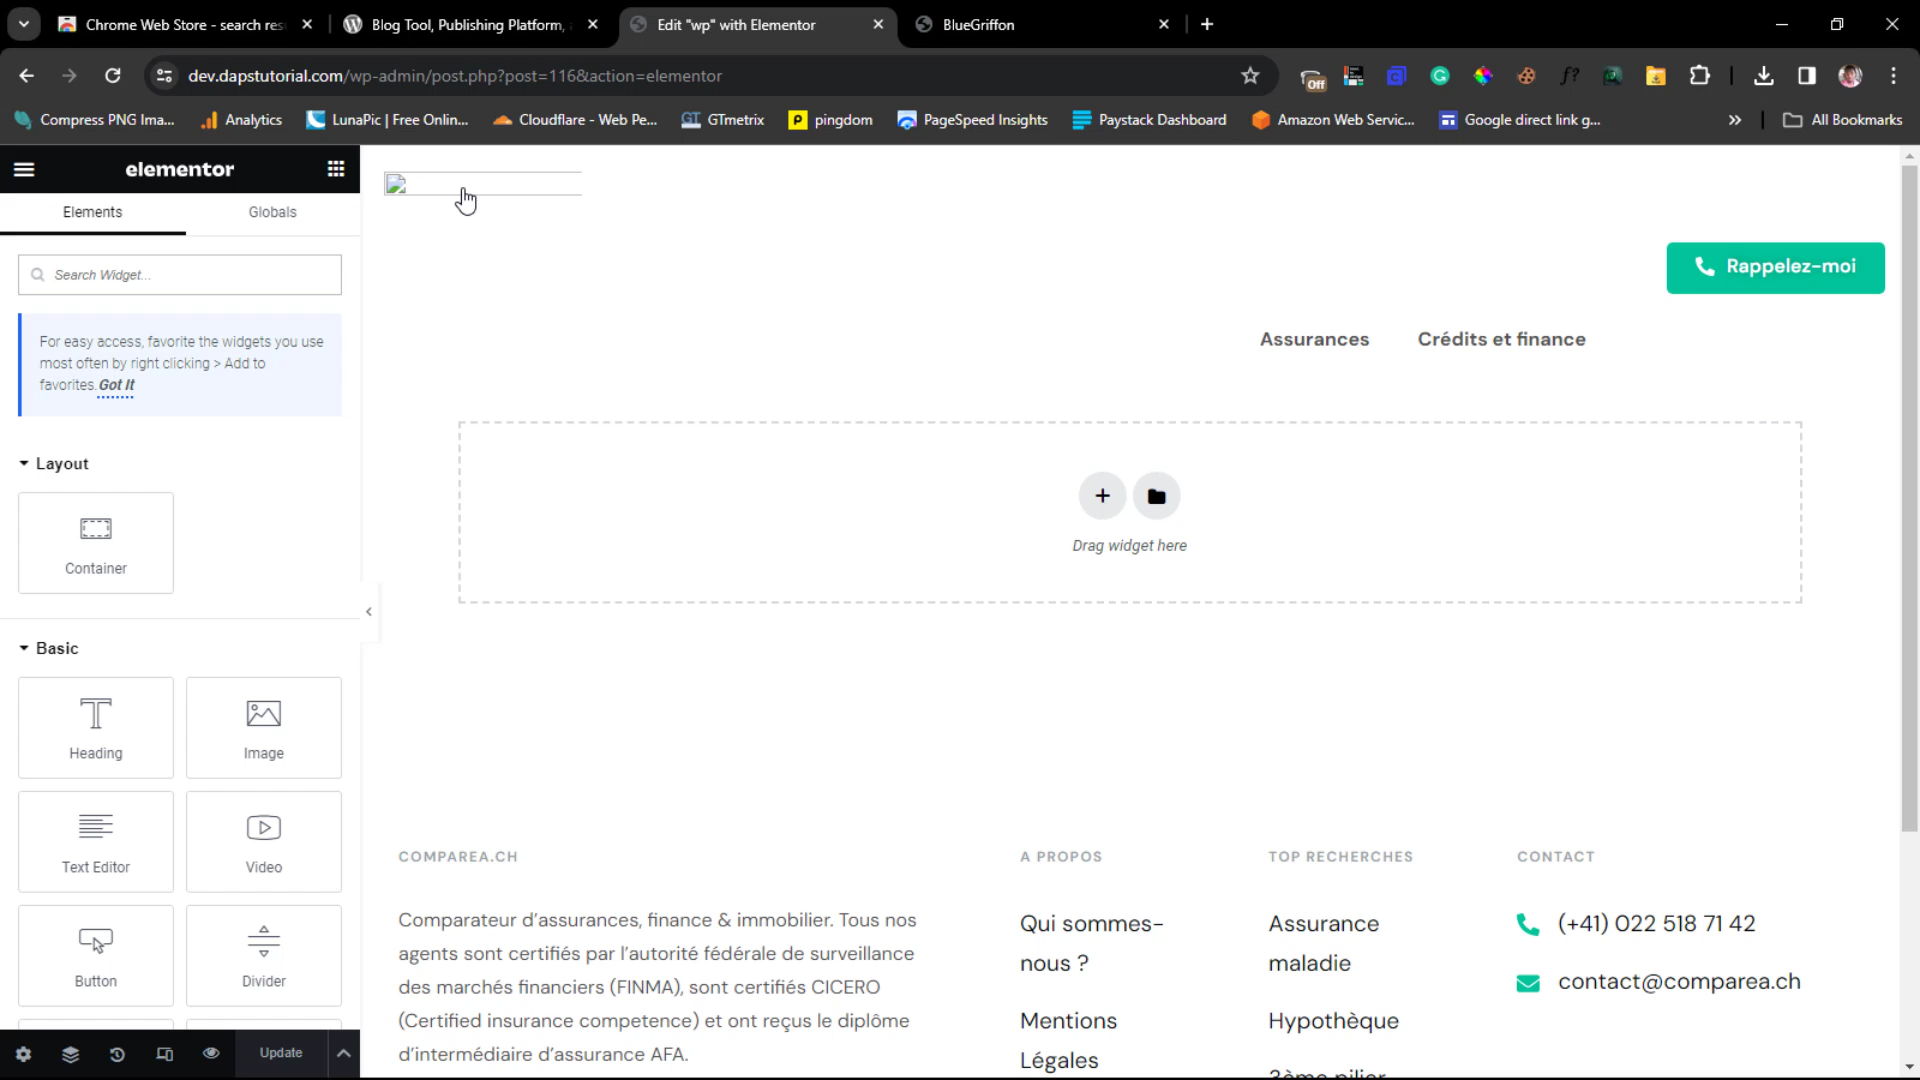 Chrome Web Store - search res
Blog Tool, Publishing Platform,
Edit "wp" with Elementor
BlueGriffon
dev.dapstutorial.com/wp-admin/post.php?post=116&action=elementor
Off
Compress PNG Ima...
Analytics
LunaPic | Free Onlin...
Cloudflare - Web Pe...
GTmetrix
pingdom
PageSpeed Insights
Paystack Dashboard
Amazon Web Servic...
Google direct link g...
All Bookmarks
elementor
Elements
Globals
Search Widget...
For easy access, favorite the widgets you use
most often by right clicking > Add to
favorites. Got It
Layout
Container
Basic
Heading
Image
Text Editor
Video
Button
Divider
Update
Rappelez-moi
Assurances
Crédits et finance
Drag widget here
COMPAREA.CH
Comparateur d'assurances, finance & immobilier. Tous nos
agents sont certifiés par l'autorité fédérale de surveillance
des marchés financiers (FINMA), sont certifiés CICERO
(Certified insurance competence) et ont reçus le diplôme
d'intermédiaire d'assurance AFA.
A PROPOS
Qui sommes-
nous ?
Mentions
Légales
TOP RECHERCHES
Assurance
maladie
Hypothèque
3ème pilier
CONTACT
(+41) 022 518 71 42
contact@comparea.ch